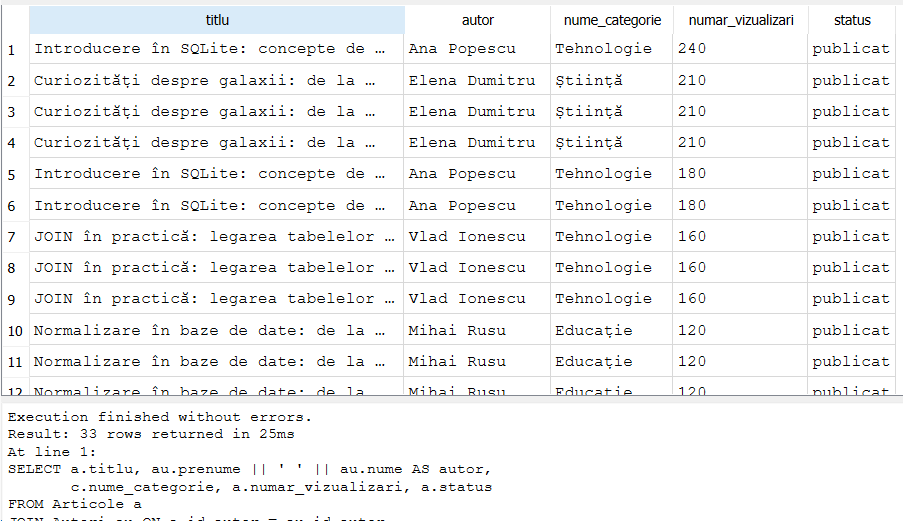 titlu autor nume_categorie numar_vizualizari status
1 Introducere în SQLite: concepte de … Ana Popescu Tehnologie 240 publicat
2 Curiozități despre galaxii: de la … Elena Dumitru Știință 210 publicat
3 Curiozități despre galaxii: de la … Elena Dumitru Știință 210 publicat
4 Curiozități despre galaxii: de la … Elena Dumitru Știință 210 publicat
5 Introducere în SQLite: concepte de … Ana Popescu Tehnologie 180 publicat
6 Introducere în SQLite: concepte de … Ana Popescu Tehnologie 180 publicat
7 JOIN în practică: legarea tabelelor … Vlad Ionescu Tehnologie 160 publicat
8 JOIN în practică: legarea tabelelor … Vlad Ionescu Tehnologie 160 publicat
9 JOIN în practică: legarea tabelelor … Vlad Ionescu Tehnologie 160 publicat
10 Normalizare în baze de date: de la … Mihai Rusu Educație 120 publicat
11 Normalizare în baze de date: de la … Mihai Rusu Educație 120 publicat
12 Normalizare în baze de date: de la … Mihai Rusu Educație 120 publicat
Execution finished without errors.
Result: 33 rows returned in 25ms
At line 1:
SELECT a.titlu, au.prenume || ' ' || au.nume AS autor,
c.nume_categorie, a.numar_vizualizari, a.status
FROM Articole a
JOIN Autori au ON a.id_autor = au.id_autor